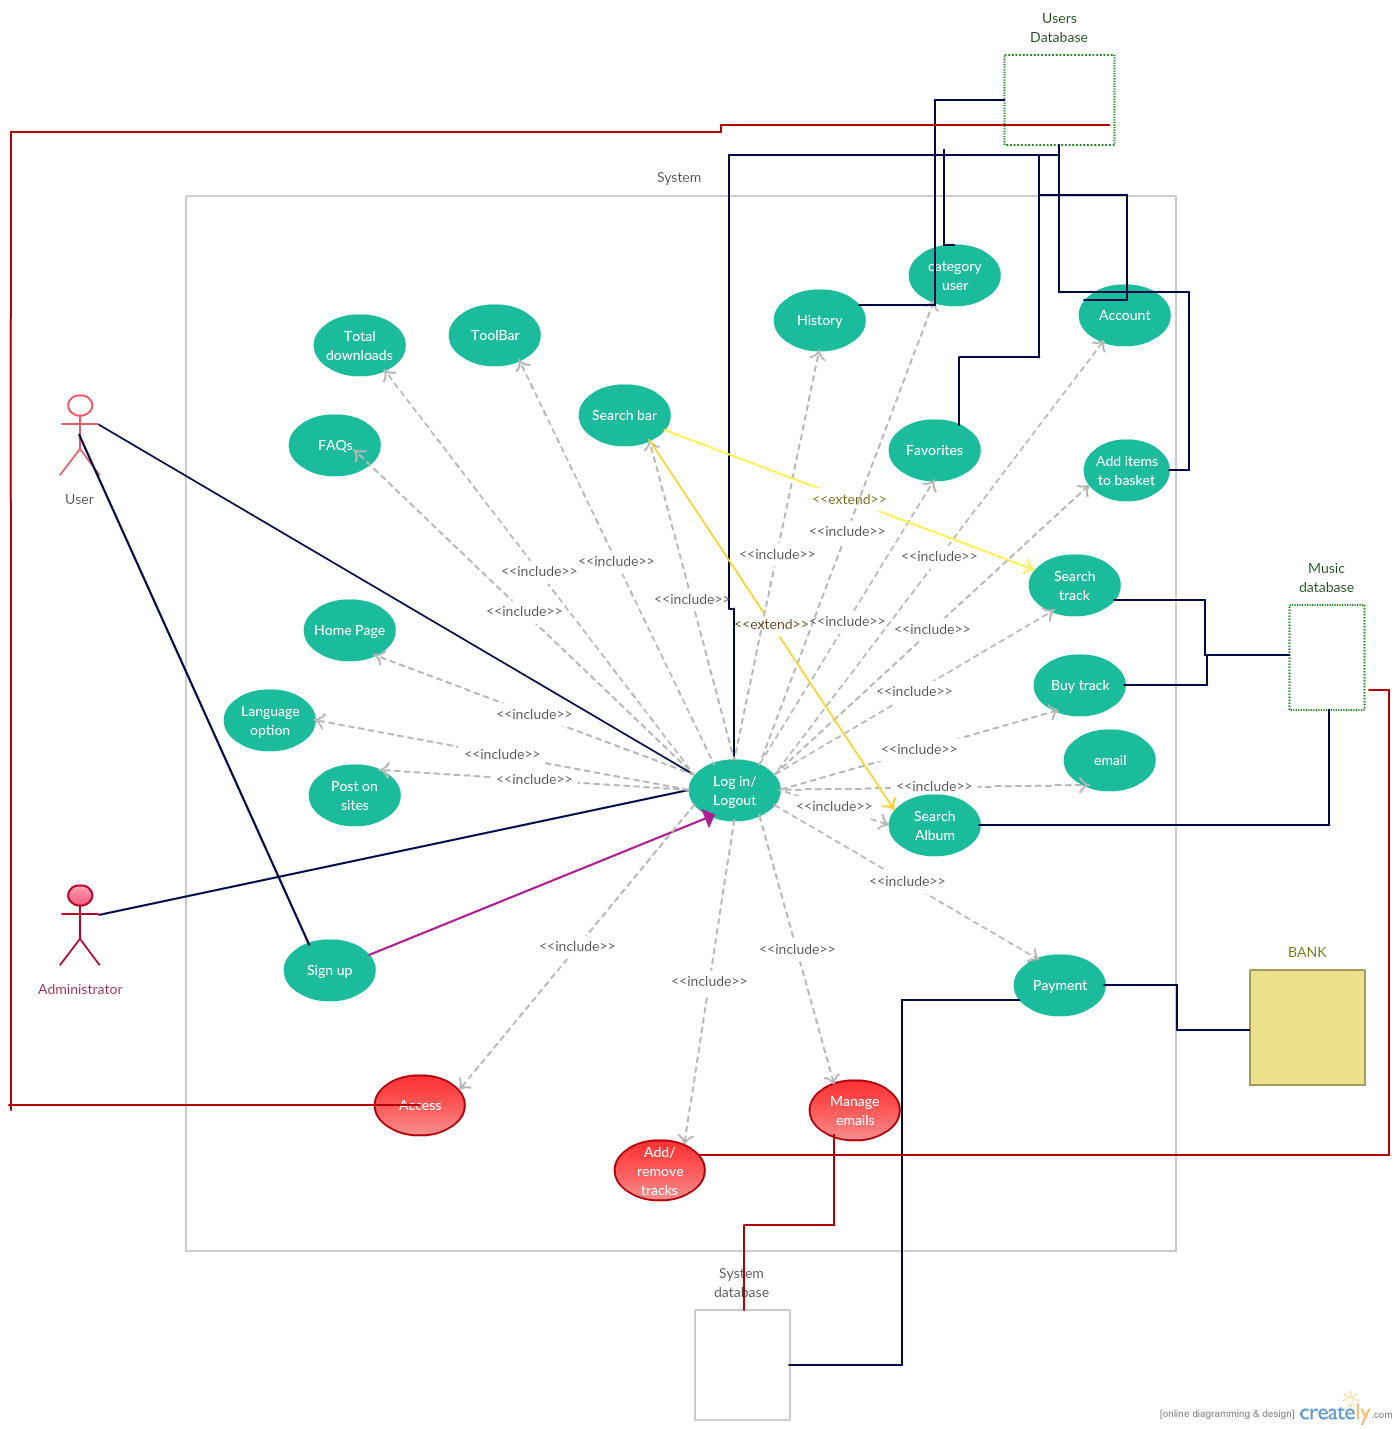 Users
Database
System
category
user
History
Account
Total
downloads
ToolBar
Search bar
FAQs
Favorites
Add items
to basket
User
<<extend>>
<<include>>
<<include>>
<<include>>
<<include>>
<<include>>
Search
track
Music
database
<<include>>
<<include>>
<<extend>>
<<include>>
<<include>>
Home Page
<<include>>
Buy track
Language
option
<<include>>
<<include>>
<<include>>
email
Post on
sites
<<include>>
Log in/
Logout
<<include>>
<<include>>
Search
Album
<<include>>
<<include>>
<<include>>
BANK
Sign up
<<include>>
Payment
Administrator
Access
Manage
emails
Add/
remove
tracks
System
database
[online diagramming & design] creately.com